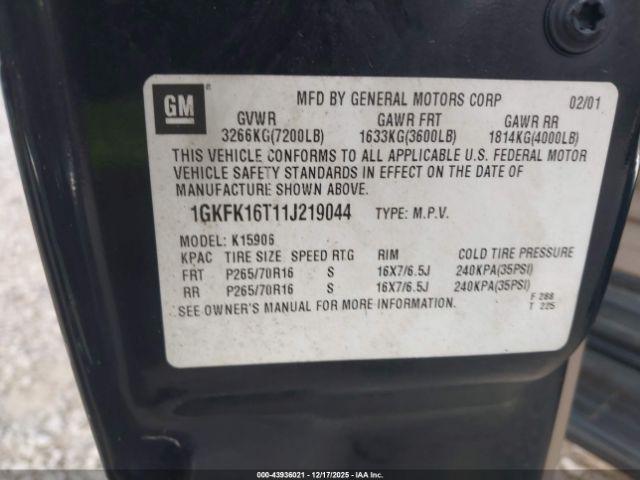 GM
MFD BY GENERAL MOTORS CORP 02/01
GVWR GAWR FRT GAWR RR
3266KG(7200LB) 1633KG(3600LB) 1814KG(4000LB)
THIS VEHICLE CONFORMS TO ALL APPLICABLE U.S. FEDERAL MOTOR
VEHICLE SAFETY STANDARDS IN EFFECT ON THE DATE OF
MANUFACTURE SHOWN ABOVE.
1GKFK16T11J219044 TYPE: M.P.V.
MODEL: K15906
KPAC TIRE SIZE SPEED RTG RIM COLD TIRE PRESSURE
FRT P265/70R16 S 16X7/6.5J 240KPA(35PSI)
RR P265/70R16 S 16X7/6.5J 240KPA(35PSI)
SEE OWNER'S MANUAL FOR MORE INFORMATION.
F 288
T 225
000-43936021 - 12/17/2025 - COPYRIGHT IAA, LLC.